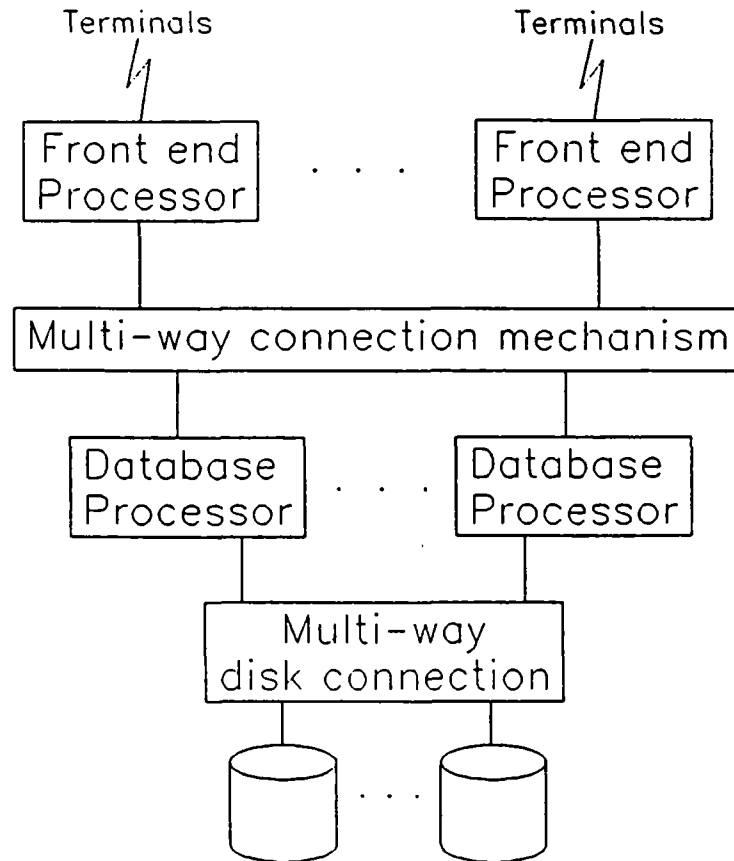 Terminals
Terminals
Front end
Processor
. . .
Front end
Processor
Multi-way connection mechanism
Database
Processor
. . .
Database
Processor
Multi-way
disk connection
. . .